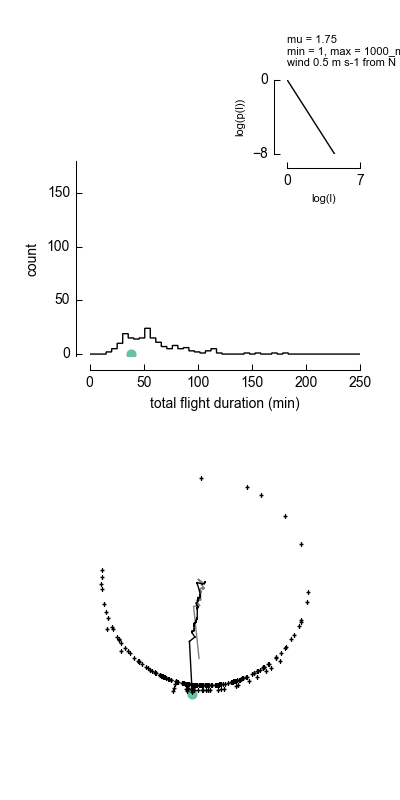 mu = 1.75
min = 1, max = 1000_
wind 0.5 m s-1 from N
0
log(p(l))
−8
0
7
log(l)
150
100
50
0
count
0
50
100
150
200
250
total flight duration (min)